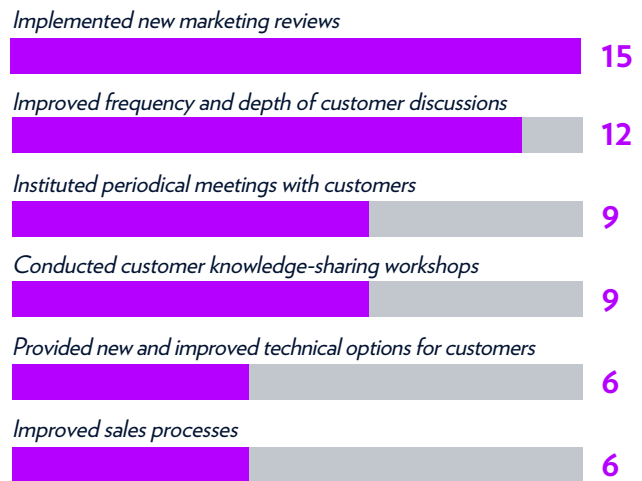 Implemented new marketing reviews
15
Improved frequency and depth of customer discussions
12
Instituted periodical meetings with customers
9
Conducted customer knowledge-sharing workshops
9
Provided new and improved technical options for customers
6
Improved sales processes
6